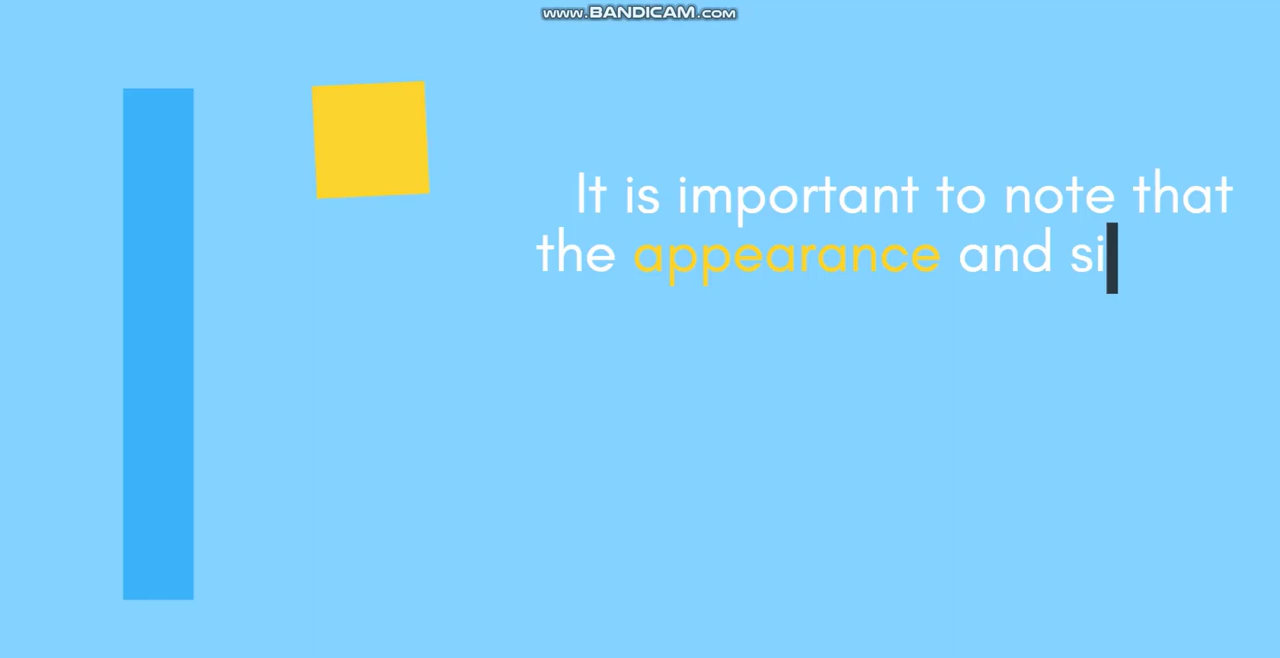 www.BANDICAM.com
It is important to note that
the appearance and si